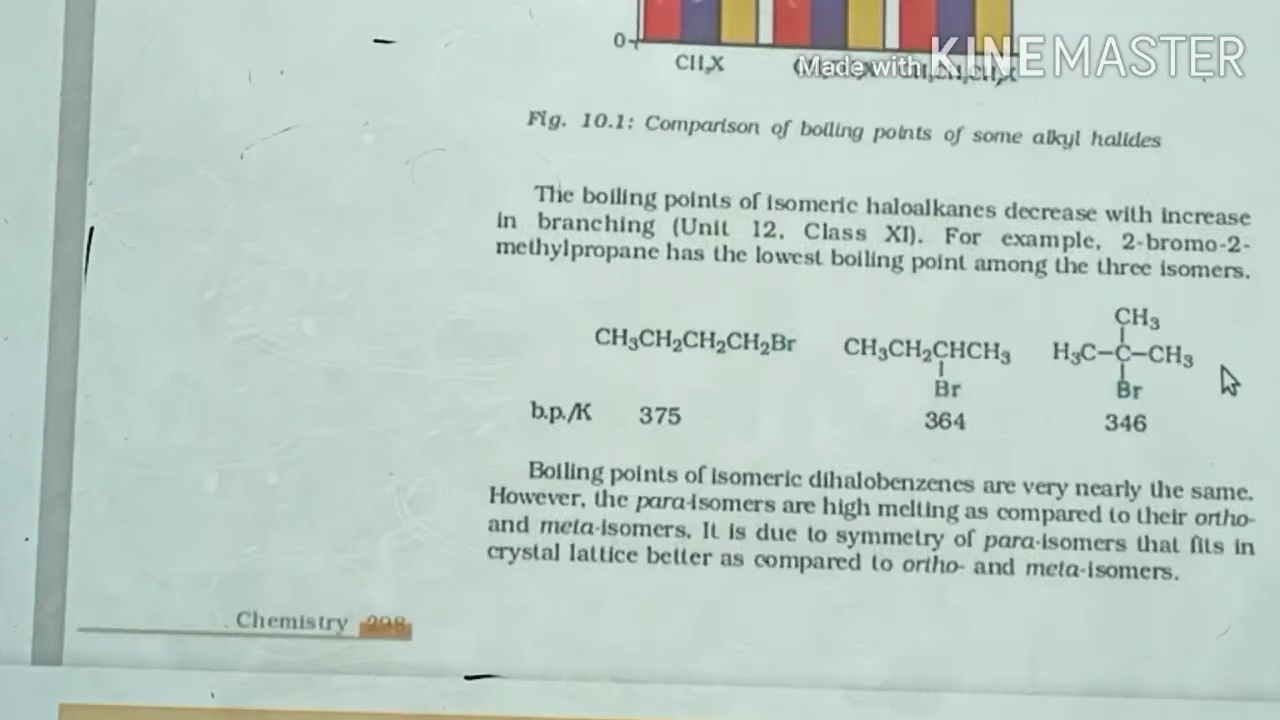 0
CH₃X
Made with KINEMASTER
Fig. 10.1: Comparison of boiling points of some alkyl halides
The boiling points of isomeric haloalkanes decrease with increase
in branching (Unit 12, Class XI). For example, 2-bromo-2-
methylpropane has the lowest boiling point among the three isomers.
CH₃
CH₃CH₂CH₂CH₂Br CH₃CH₂CHCH₃ H₃C–C–CH₃
Br Br
b.p./K 375 364 346
Boiling points of isomeric dihalobenzenes are very nearly the same.
However, the para-isomers are high melting as compared to their ortho-
and meta-isomers. It is due to symmetry of para-isomers that fits in
crystal lattice better as compared to ortho- and meta-isomers.
Chemistry 298